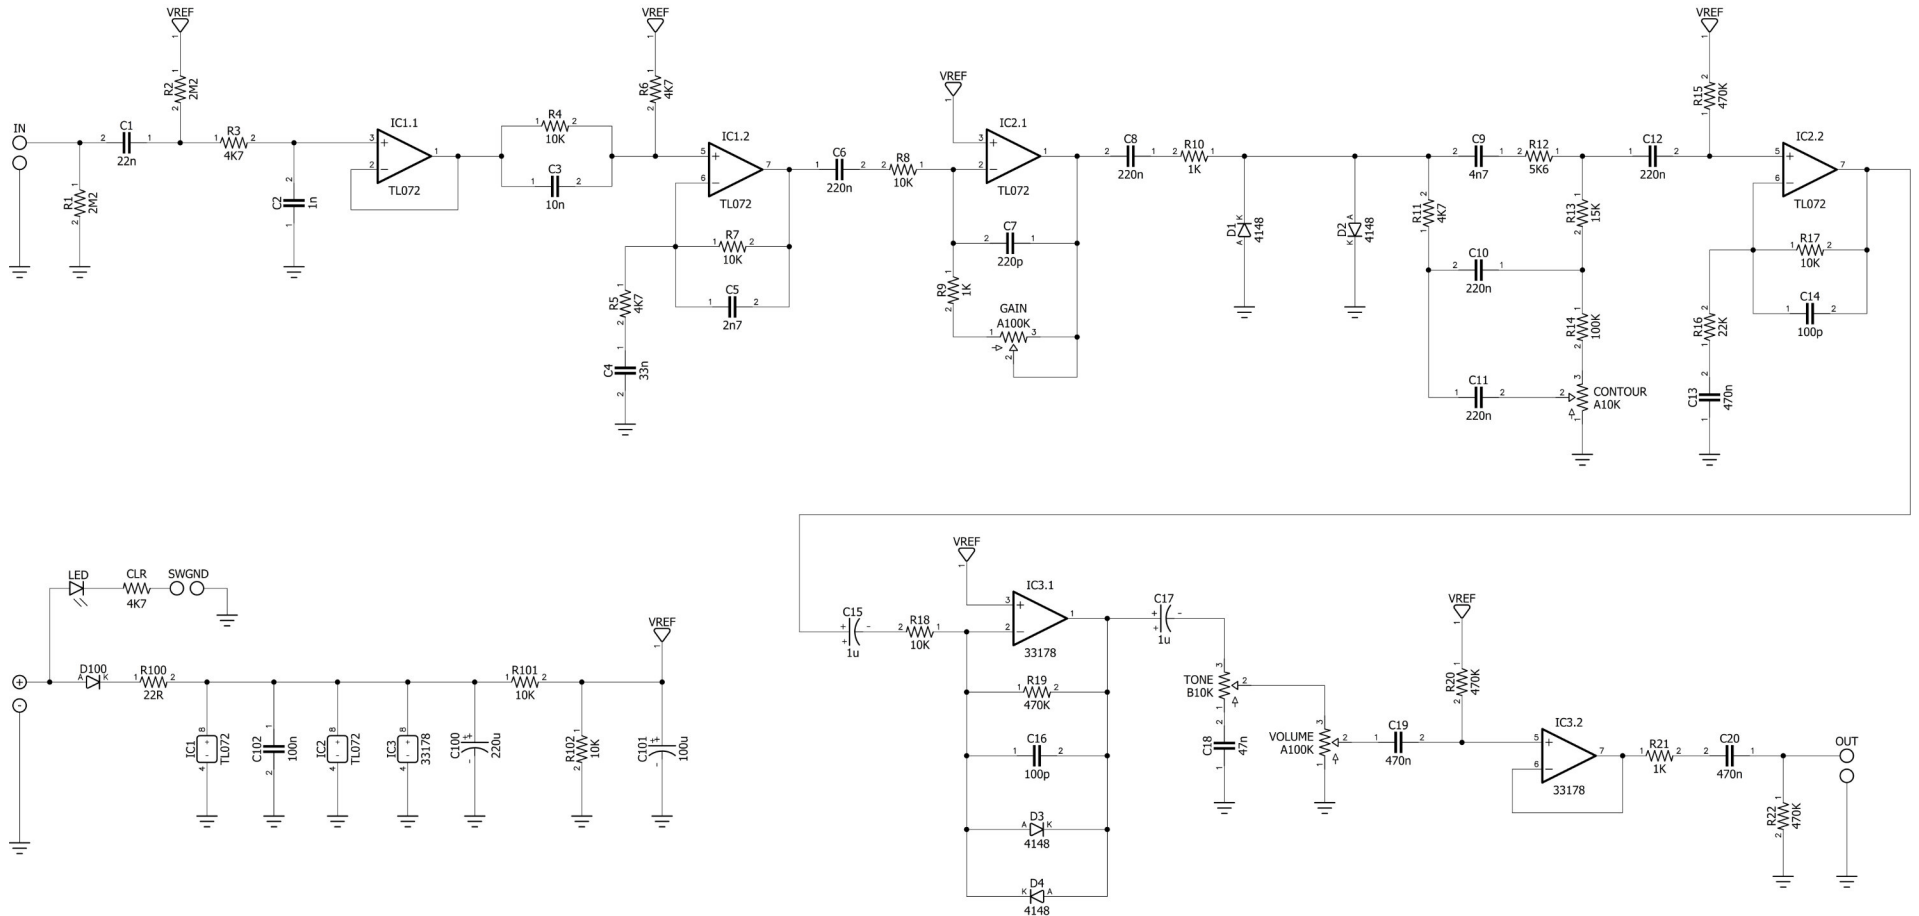 VREF
R2
2M2
IN
C1
22n
R3
4K7
R1
2M2
C2
1n
IC1.1
TL072
R4
10K
C3
10n
VREF
R6
4K7
IC1.2
TL072
R7
10K
C5
2n7
R5
4K7
C4
33n
C6
220n
R8
10K
VREF
IC2.1
TL072
C7
220p
R9
1K
GAIN
A100K
C8
220n
R10
1K
D1
4148
D2
4148
R11
4K7
C9
4n7
R12
5K6
C10
220n
C11
220n
R13
15K
R14
100K
CONTOUR
A10K
C12
220n
VREF
R15
470K
IC2.2
TL072
R17
10K
C14
100p
R16
22K
C13
470n
LED
CLR
4K7
SWGND
D100
R100
22R
IC1
TL072
C102
100n
IC2
TL072
IC3
33178
C100
220u
R101
10K
R102
10K
VREF
C101
100u
C15
1u
R18
10K
VREF
IC3.1
33178
R19
470K
C16
100p
D3
4148
D4
4148
C17
1u
TONE
B10K
C18
47n
VOLUME
A100K
C19
470n
VREF
R20
470K
IC3.2
33178
R21
1K
C20
470n
R22
470K
OUT